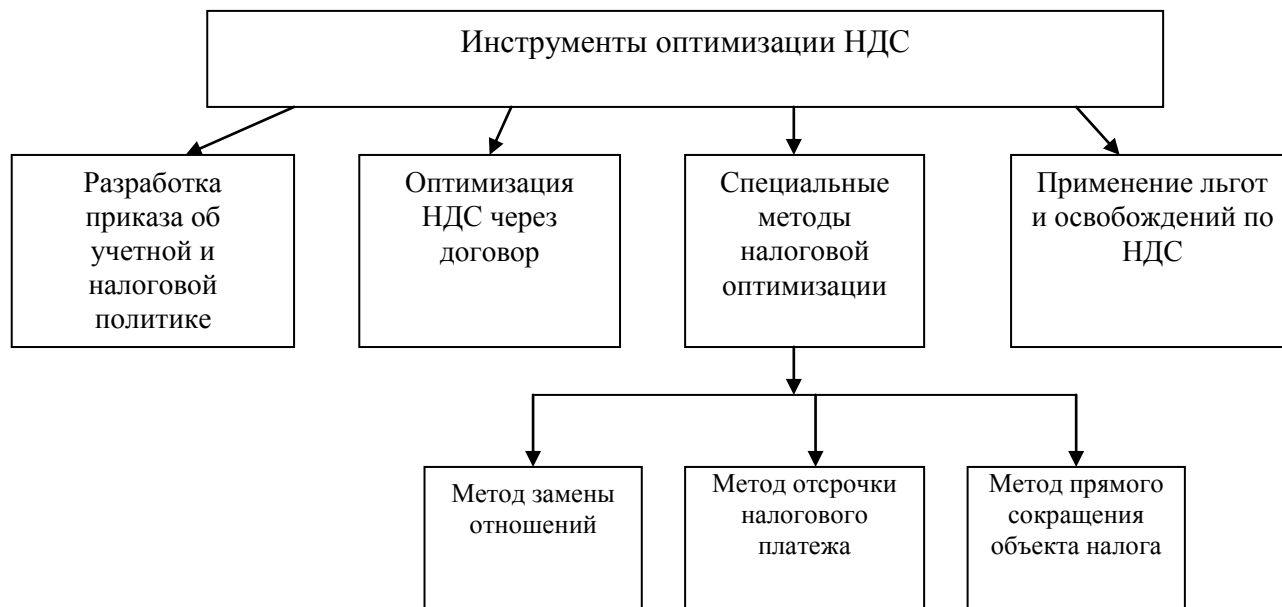 Инструменты оптимизации НДС
Разработка
приказа об
учетной и
налоговой
политике
Оптимизация
НДС через
договор
Специальные
методы
налоговой
оптимизации
Применение льгот
и освобождений по
НДС
Метод замены
отношений
Метод отсрочки
налогового
платежа
Метод прямого
сокращения
объекта налога